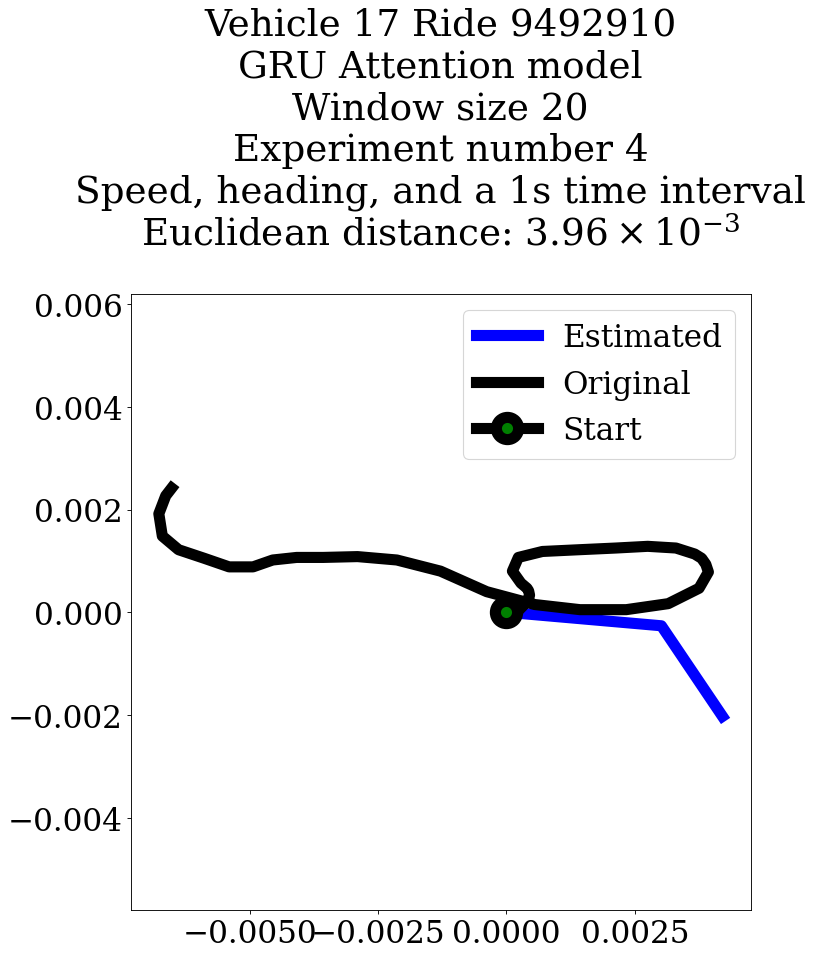 Vehicle 17 Ride 9492910
GRU Attention model
Window size 20
Experiment number 4
Speed, heading, and a 1s time interval
Euclidean distance: 3.96 × 10⁻³
0.006
0.004
0.002
0.000
−0.002
−0.004
Estimated
Original
Start
−0.0050 −0.0025 0.0000 0.0025